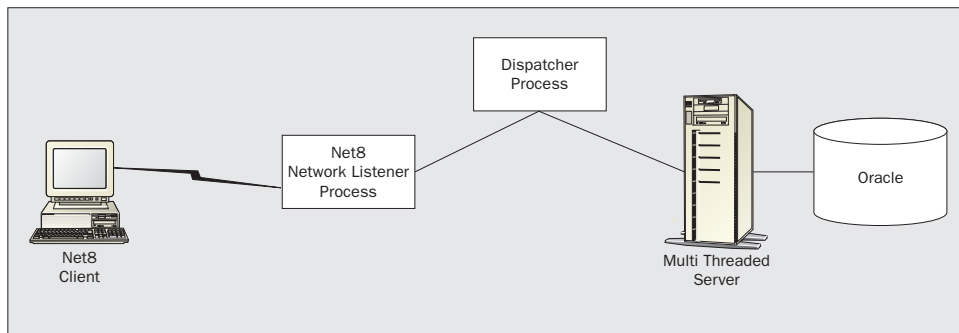 Net8
Client
Net8
Network Listener
Process
Dispatcher
Process
Multi Threaded
Server
Oracle